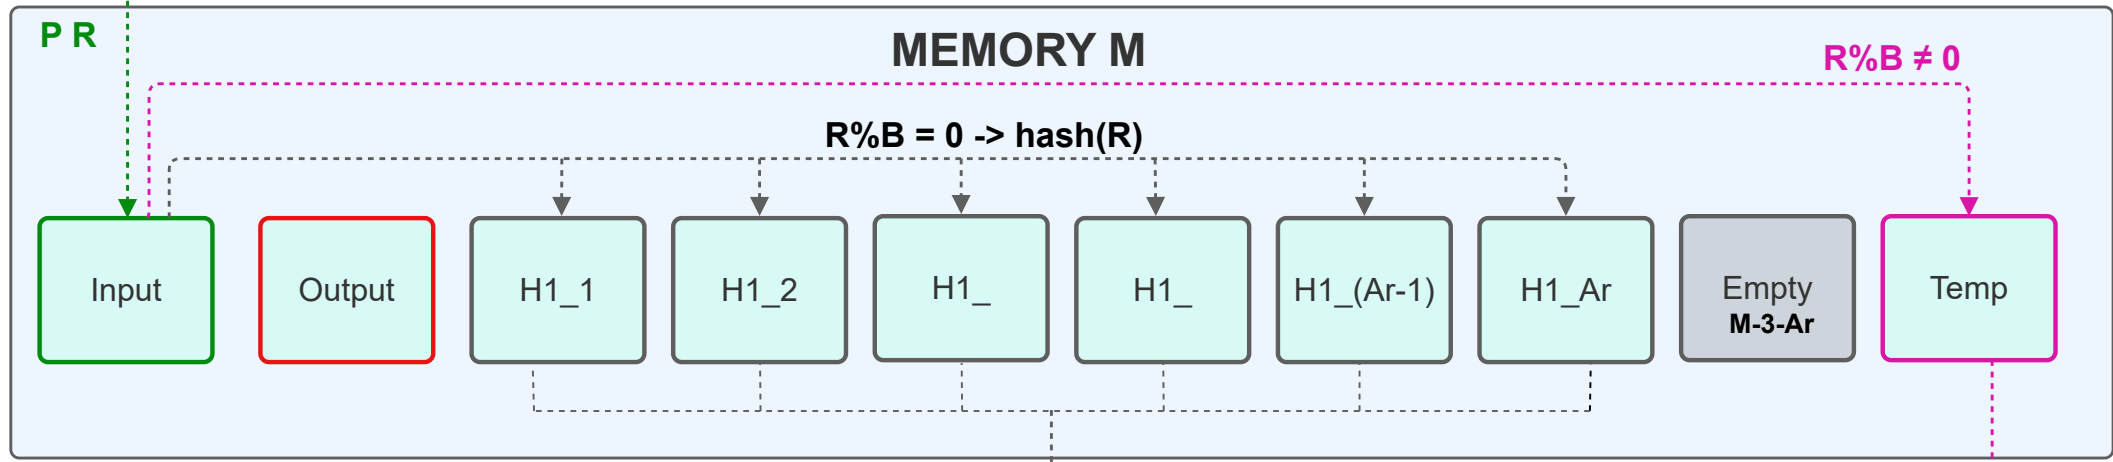 P R
MEMORY M
R%B ≠ 0
R%B = 0 -> hash(R)
Input
Output
H1_1
H1_2
H1_
H1_
H1_(Ar-1)
H1_Ar
Empty
M-3-Ar
Temp